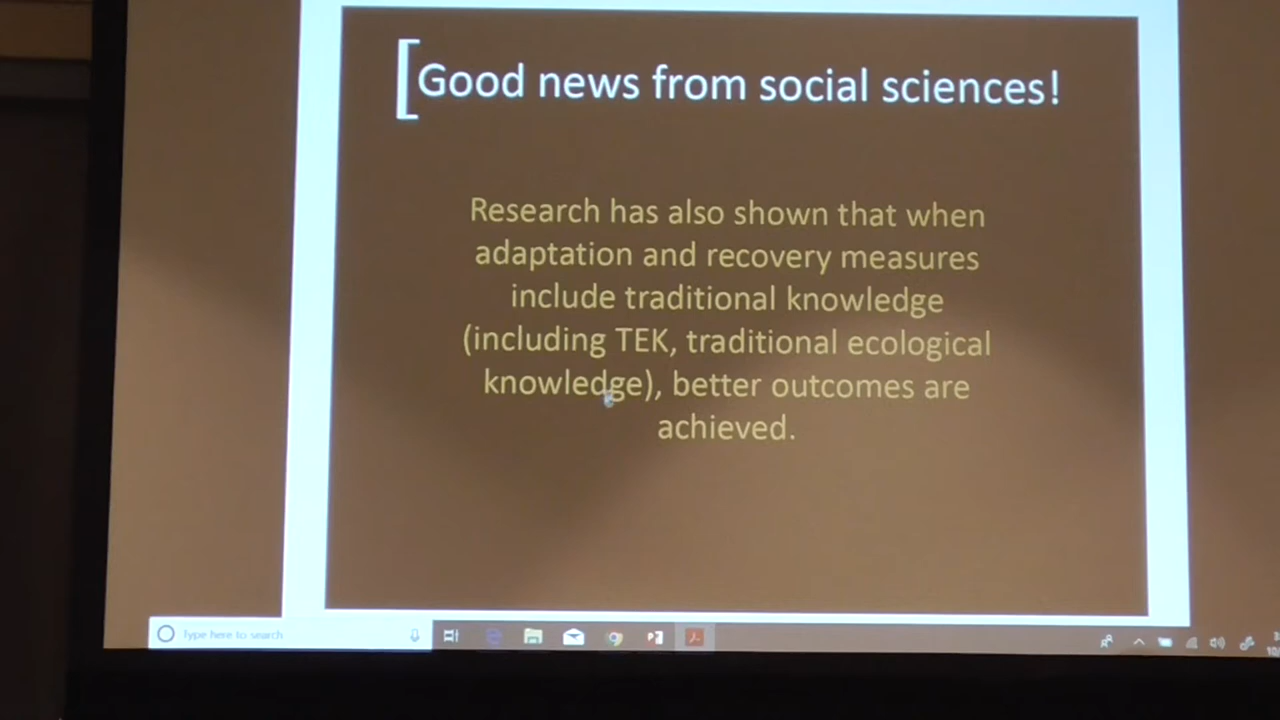 [Good news from social sciences!
Research has also shown that when
adaptation and recovery measures
include traditional knowledge
(including TEK, traditional ecological
knowledge), better outcomes are
achieved.
Type here to search